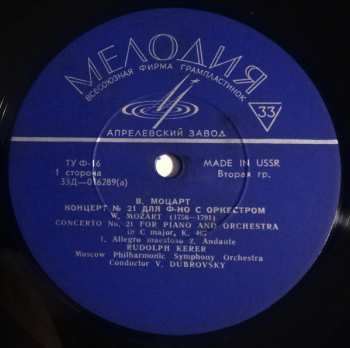 МЕЛОДИЯ
ВСЕСОЮЗНАЯ ФИРМА ГРАМПЛАСТИНОК
33
АПРЕЛЕВСКИЙ ЗАВОД
ТУ Ф-16
MADE IN USSR
1 сторона
Вторая гр.
33Д—016289(а)
В. МОЦАРТ
КОНЦЕРТ № 21 ДЛЯ Ф-НО С ОРКЕСТРОМ
W. MOZART (1756—1791)
CONCERTO No. 21 FOR PIANO AND ORCHESTRA
in C major, K.
1. Allegro maestoso 2. Andante
RUDOLPH KERER
Moscow Philharmonic Symphony Orchestra
Conductor V. DUBROVSKY